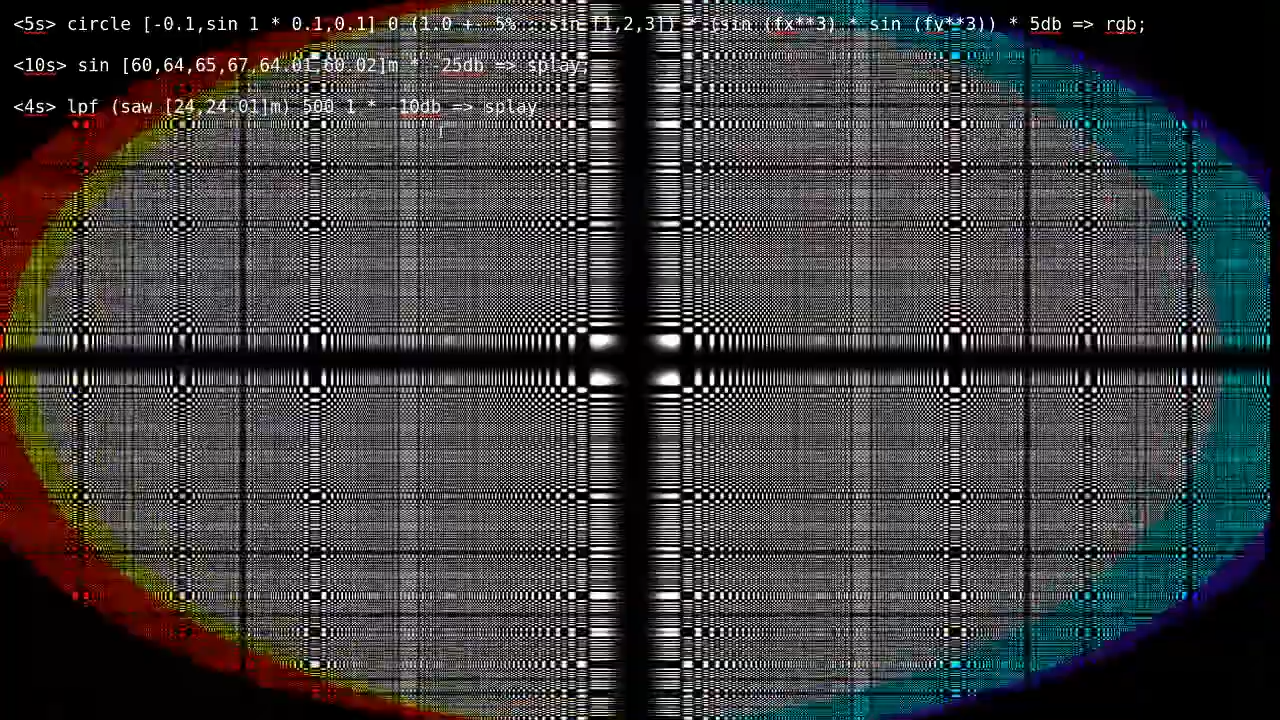 <5s> circle [-0.1,sin 1 * 0.1,0.1] 0 (1.0 +- 5% : sin [1,2,3]) * (sin (fx**3) * sin (fy**3)) * 5db => rgb;
<10s> sin [60,64,65,67,64.01,60.02]m * -25db => splay;
<4s> lpf (saw [24,24.01]m) 500 1 * -10db => splay